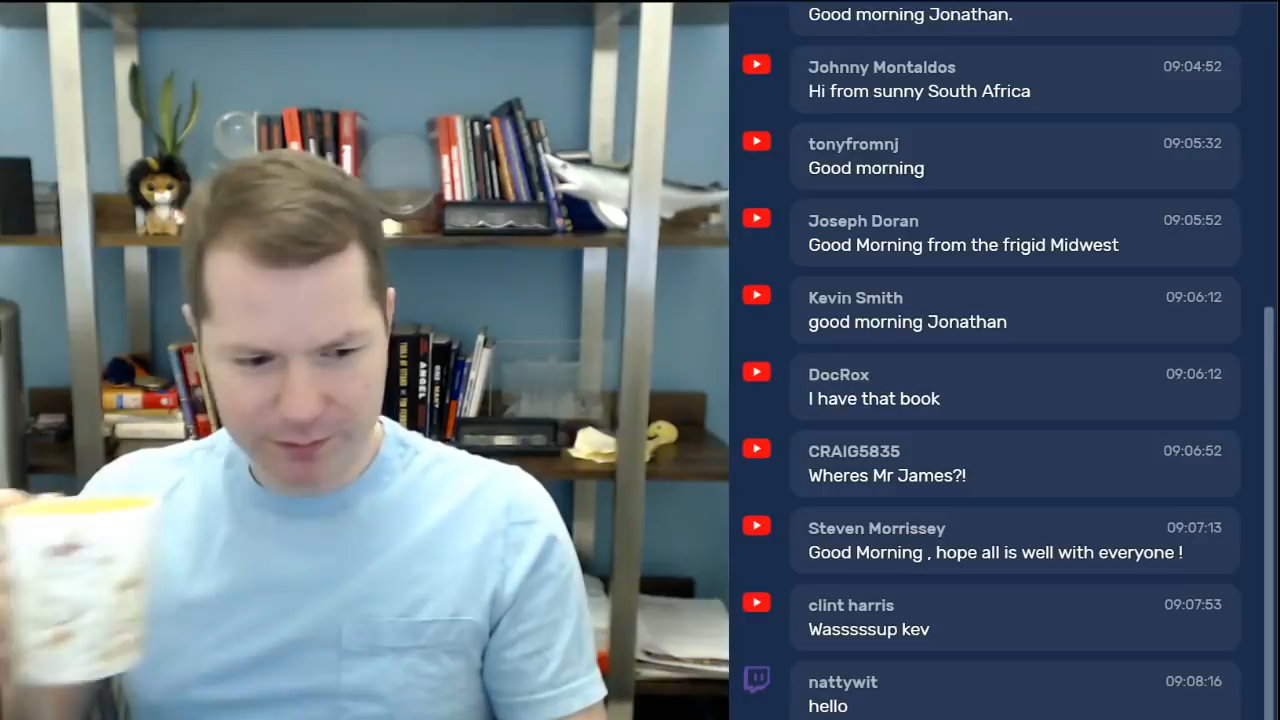 Good morning Jonathan.
Johnny Montaldos 09:04:52
Hi from sunny South Africa
tonyfromnj 09:05:32
Good morning
Joseph Doran 09:05:52
Good Morning from the frigid Midwest
Kevin Smith 09:06:12
good morning Jonathan
DocRox 09:06:12
I have that book
CRAIG5835 09:06:52
Wheres Mr James?!
Steven Morrissey 09:07:13
Good Morning , hope all is well with everyone !
clint harris 09:07:53
Wasssssup kev
nattywit 09:08:16
hello
TOOLS OF TITANS
ANGEL